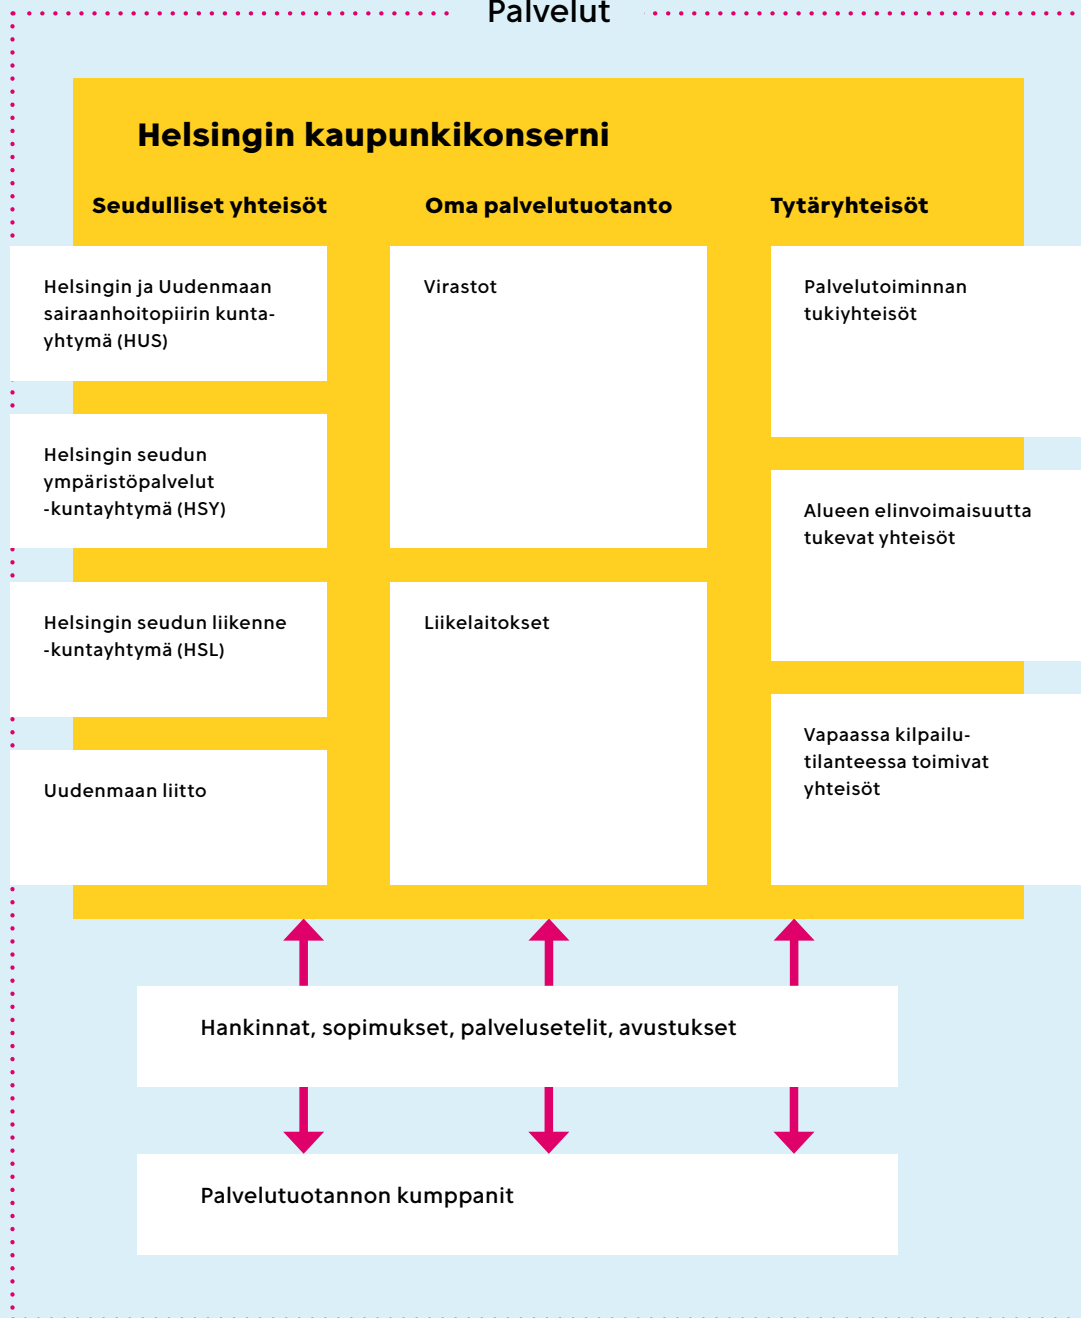 Palvelut
Helsingin kaupunkikonserni
Seudulliset yhteisöt
Helsingin ja Uudenmaan
sairaanhoitopiirin kunta-
yhtymä (HUS)
Helsingin seudun
ympäristöpalvelut
-kuntayhtymä (HSY)
Helsingin seudun liikenne
-kuntayhtymä (HSL)
Uudenmaan liitto
Oma palvelutuotanto
Virastot
Liikelaitokset
Tytäryhteisöt
Palvelutoiminnan
tukiyhteisöt
Alueen elinvoimaisuutta
tukevat yhteisöt
Vapaassa kilpailu-
tilanteessa toimivat
yhteisöt
Hankinnat, sopimukset, palvelusetelit, avustukset
Palvelutuotannon kumppanit